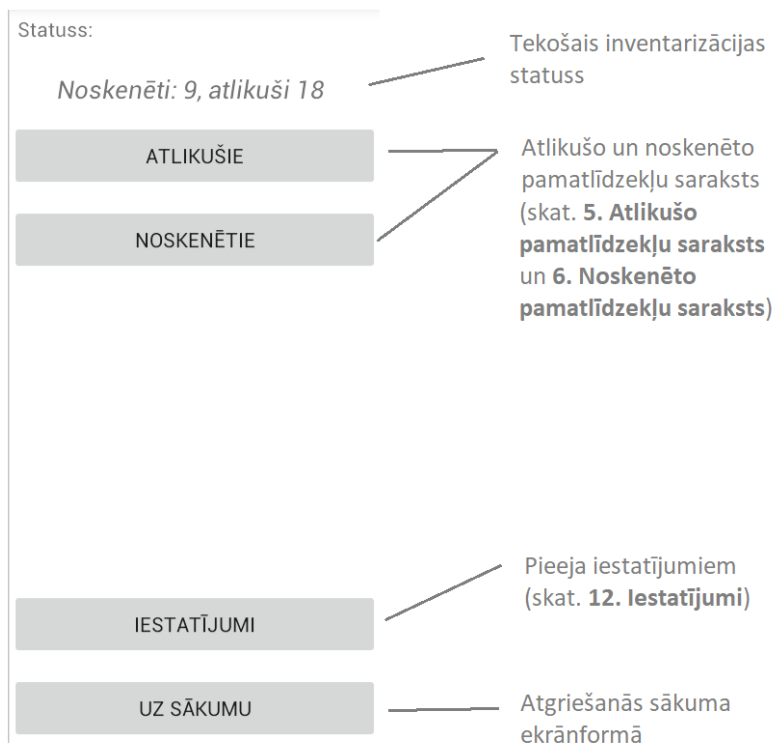 Statuss:
Noskenēti: 9, atlikuši 18
Tekošais inventarizācijas
statuss
ATLIKUŠIE
NOSKENĒTIE
Atlikušo un noskenēto
pamatlīdzekļu saraksts
(skat. 5. Atlikušo
pamatlīdzekļu saraksts
un 6. Noskenēto
pamatlīdzekļu saraksts)
IESTATĪJUMI
Pieeja iestatījumiem
(skat. 12. Iestatījumi)
UZ SĀKUMU
Atgriešanās sākuma
ekrānformā